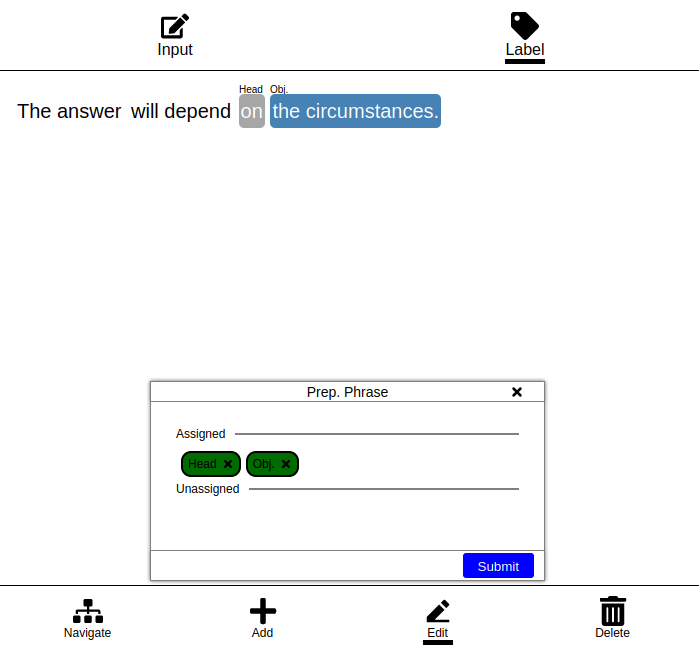 Input Label
Head Obj.
The answer will depend on the circumstances.
Prep. Phrase
Assigned
Head Obj.
Unassigned
Submit
Navigate Add Edit Delete